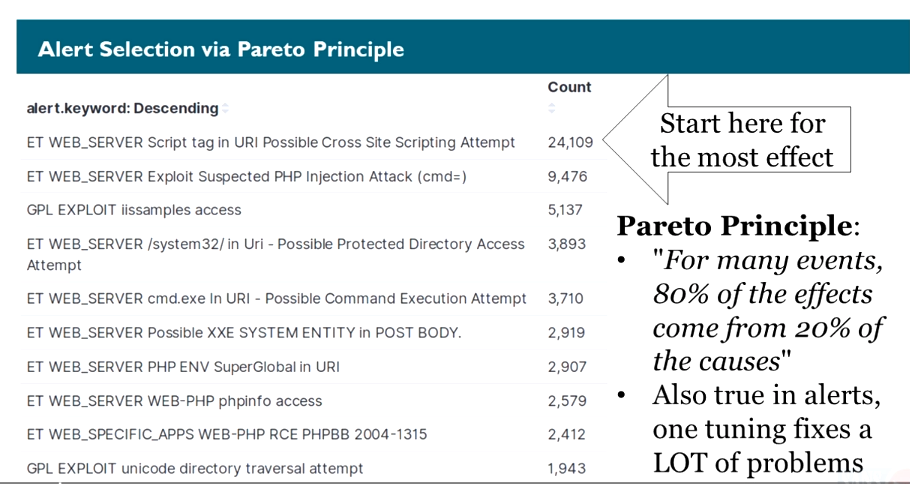 Alert Selection via Pareto Principle
Count
alert.keyword: Descending
ET WEB_SERVER Script tag in URI Possible Cross Site Scripting Attempt 24,109
ET WEB_SERVER Exploit Suspected PHP Injection Attack (cmd=) 9,476
GPL EXPLOIT iissamples access 5,137
ET WEB_SERVER /system32/ in Uri - Possible Protected Directory Access 3,893
Attempt
ET WEB_SERVER cmd.exe In URI - Possible Command Execution Attempt 3,710
ET WEB_SERVER Possible XXE SYSTEM ENTITY in POST BODY. 2,919
ET WEB_SERVER PHP ENV SuperGlobal in URI 2,907
ET WEB_SERVER WEB-PHP phpinfo access 2,579
ET WEB_SPECIFIC_APPS WEB-PHP RCE PHPBB 2004-1315 2,412
GPL EXPLOIT unicode directory traversal attempt 1,943
Start here for
the most effect
Pareto Principle:
• "For many events,
80% of the effects
come from 20% of
the causes"
• Also true in alerts,
one tuning fixes a
LOT of problems